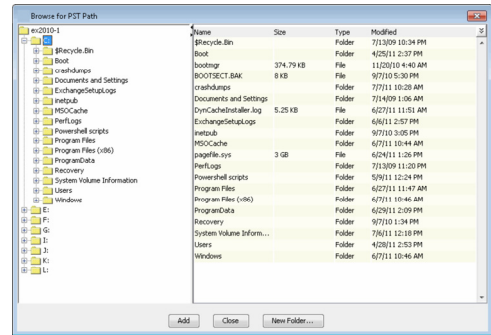 Browse for PST Path
ex2010-1
C:
$Recycle.Bin
Boot
crashdumps
Documents and Settings
ExchangeSetupLogs
inetpub
MSOCache
PerfLogs
Powershell scripts
Program Files
Program Files (x86)
ProgramData
Recovery
System Volume Information
Users
Windows
E:
F:
G:
I:
J:
K:
L:
Name Size Type Modified
$Recycle.Bin Folder 7/13/09 10:34 PM
Boot Folder 4/25/11 2:37 PM
bootmgr 374.79 KB File 11/20/10 4:40 AM
BOOTSECT.BAK 8 KB File 9/7/10 5:30 PM
crashdumps Folder 7/7/11 10:28 AM
Documents and Settings Folder 7/14/09 1:06 AM
DynCacheInstaller.log 5.25 KB File 6/27/11 11:51 AM
ExchangeSetupLogs Folder 6/6/11 2:57 PM
inetpub Folder 9/7/10 3:05 PM
MSOCache Folder 6/7/11 10:44 AM
pagefile.sys 3 GB File 6/24/11 1:26 PM
PerfLogs Folder 7/13/09 11:20 PM
Powershell scripts Folder 5/9/11 12:24 PM
Program Files Folder 6/27/11 11:47 AM
Program Files (x86) Folder 6/7/11 10:44 AM
ProgramData Folder 6/29/11 2:09 PM
Recovery Folder 9/7/10 1:34 PM
System Volume Inform... Folder 7/6/11 12:18 PM
Users Folder 4/28/11 2:53 PM
Windows Folder 6/7/11 10:46 AM
Add Close New Folder...